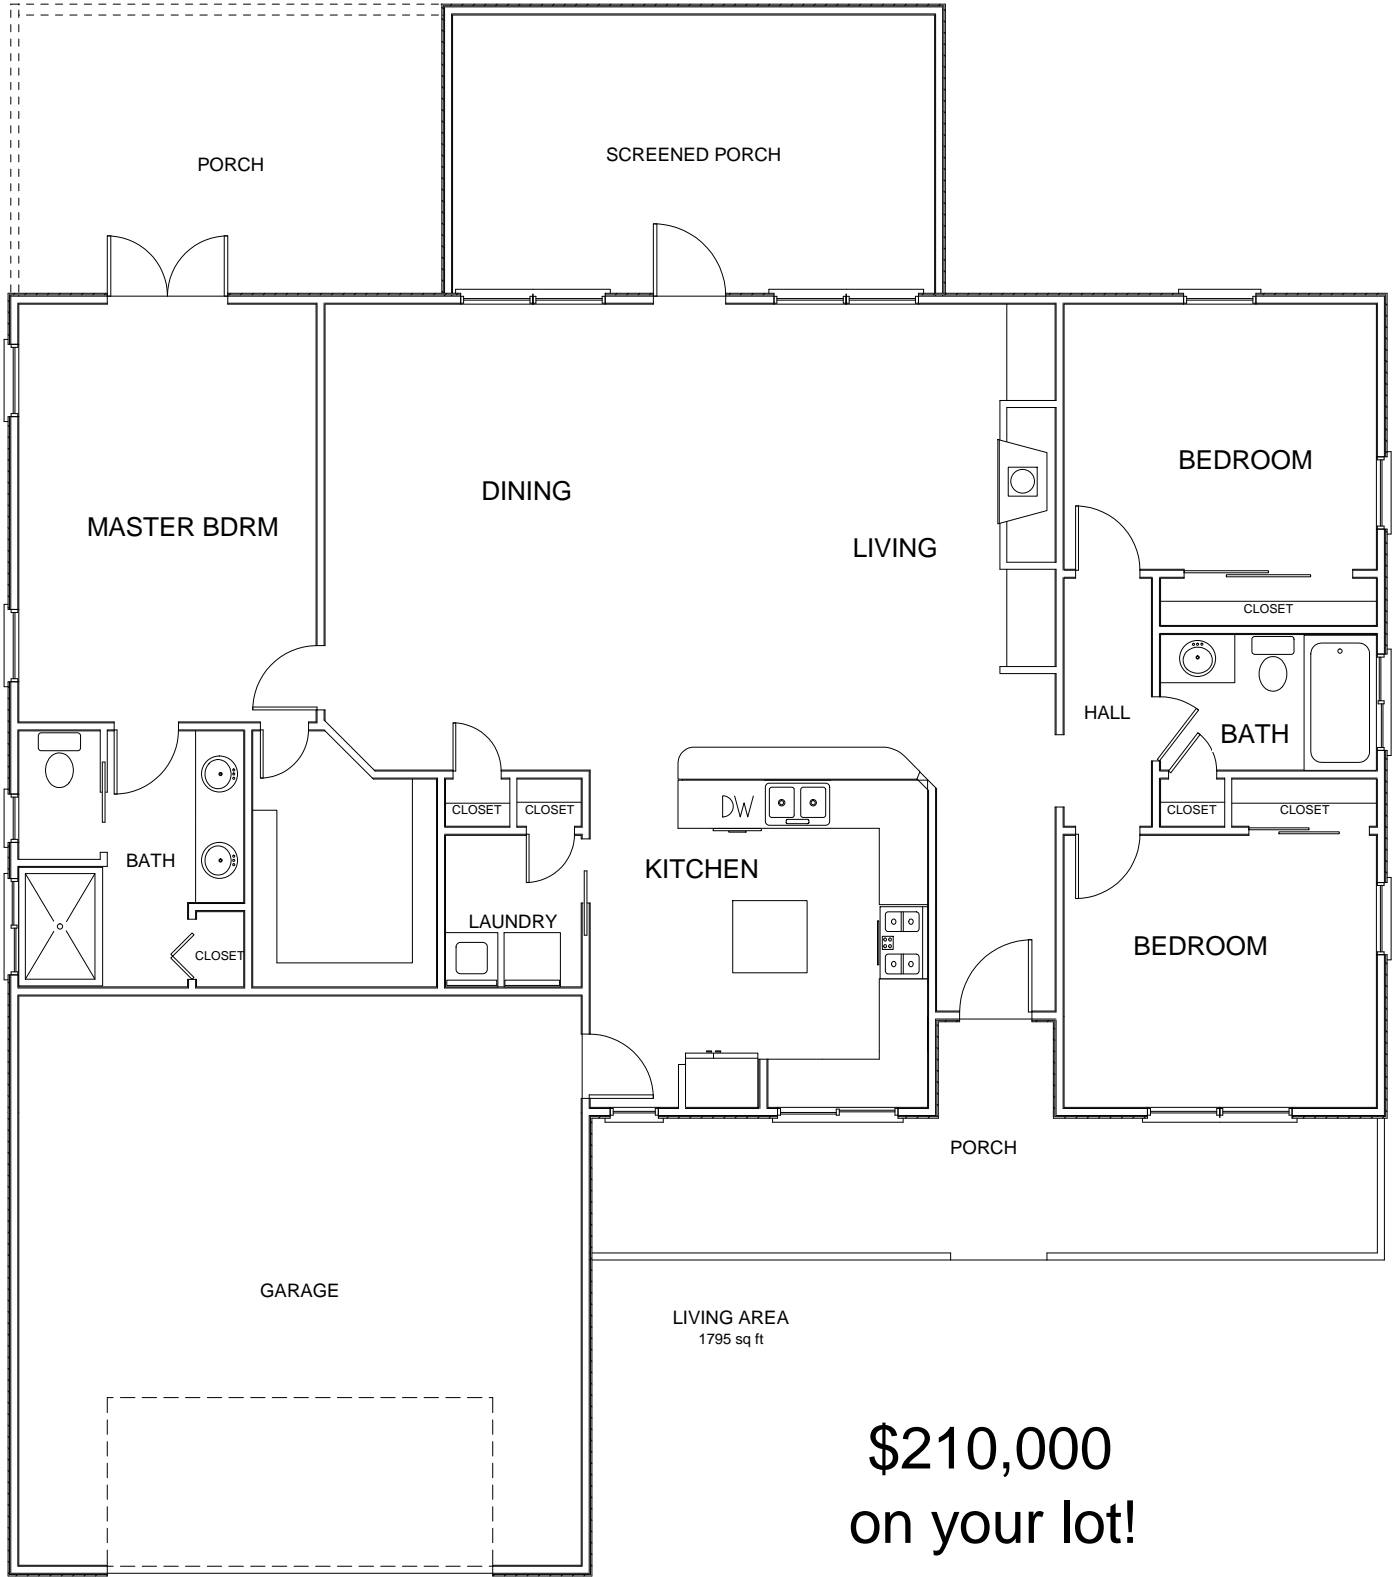 SCREENED PORCH
PORCH
BEDROOM
DINING
MASTER BDRM
LIVING
CLOSET
HALL
BATH
CLOSET
CLOSET
CLOSET
CLOSET
DW
BATH
KITCHEN
LAUNDRY
BEDROOM
CLOSET
PORCH
GARAGE
LIVING AREA
1795 sq ft
$210,000
on your lot!